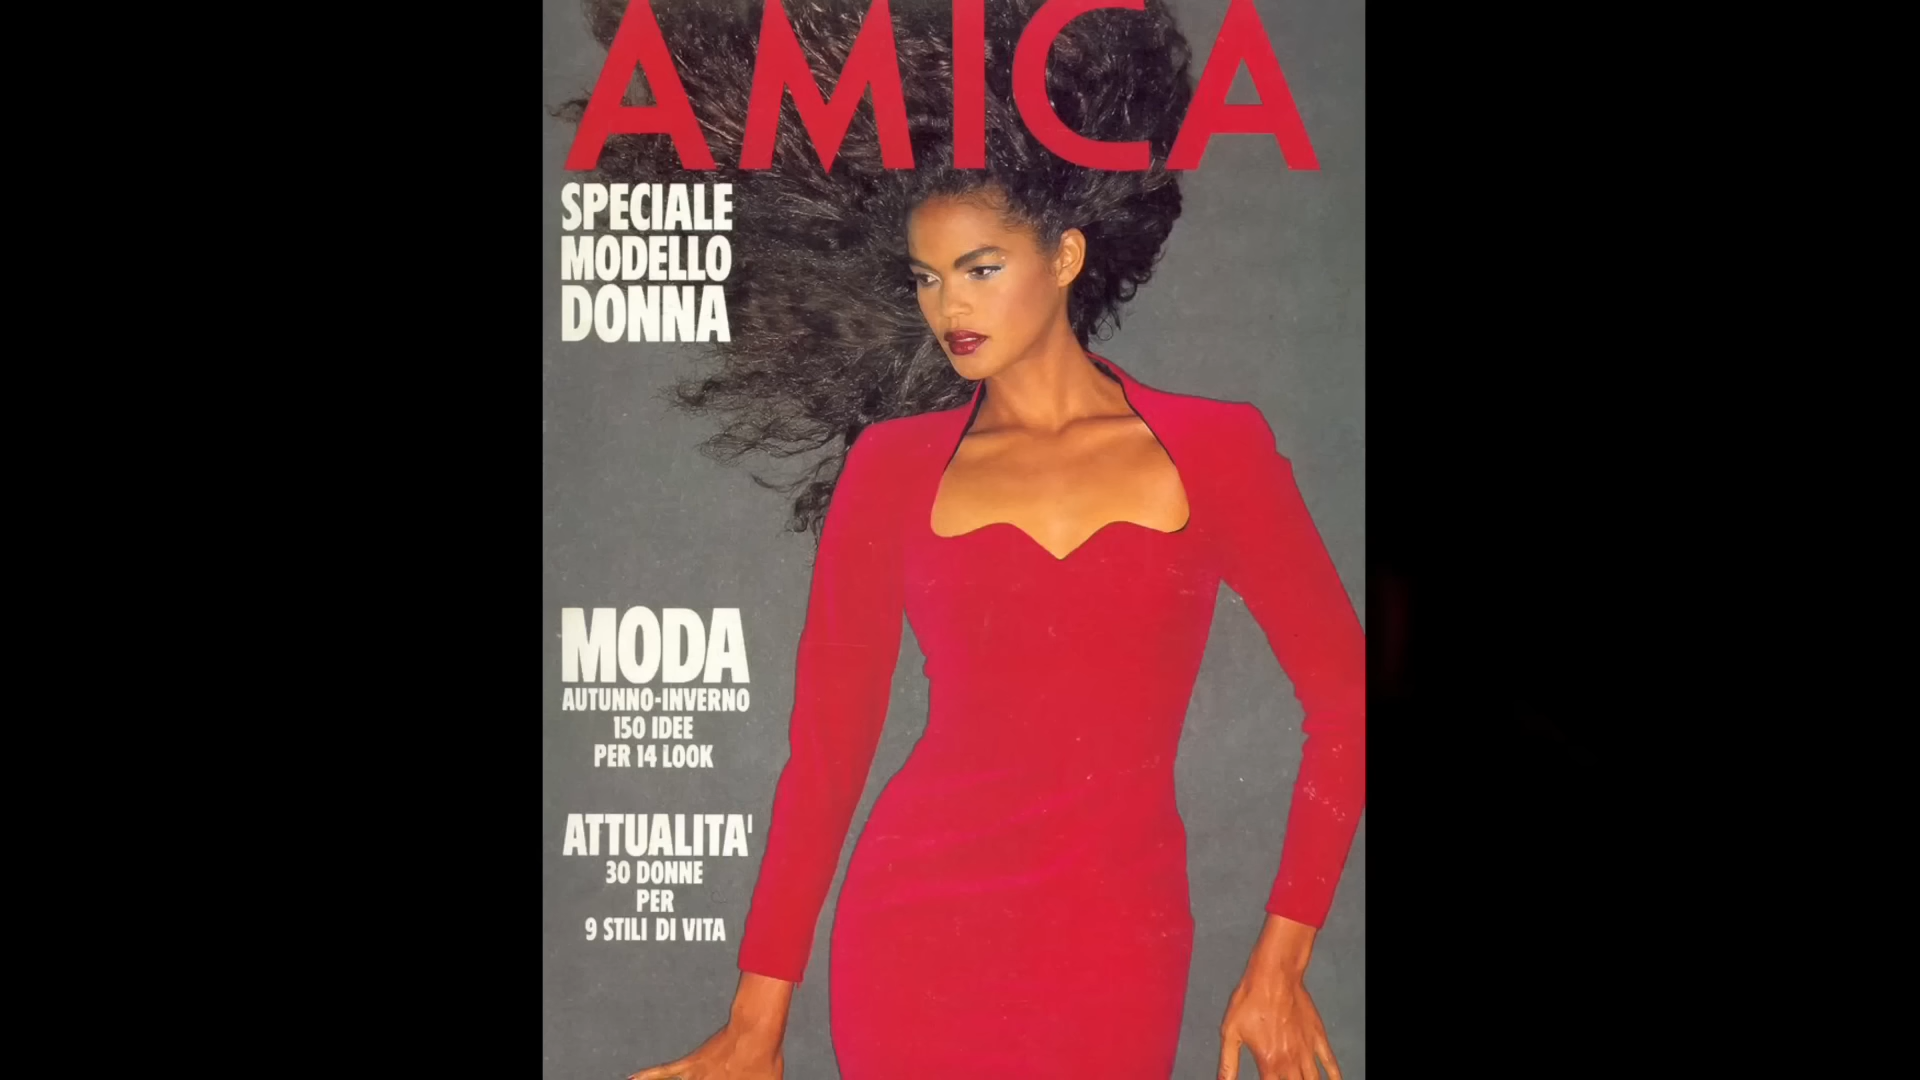 AMICA
SPECIALE
MODELLO
DONNA
MODA
AUTUNNO-INVERNO
150 IDEE
PER 14 LOOK
ATTUALITA'
30 DONNE
PER
9 STILI DI VITA